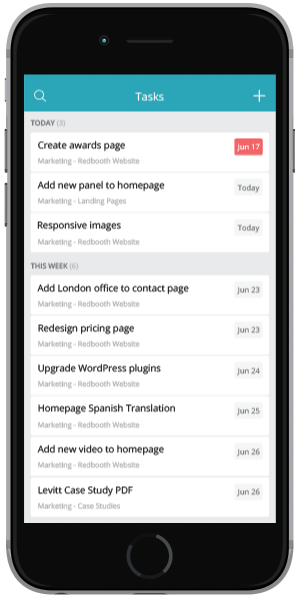 Tasks
TODAY (3)
Create awards page
Jun 17
Marketing - Redbooth Website
Add new panel to homepage
Today
Marketing - Landing Pages
Responsive images
Today
Marketing - Redbooth Website
THIS WEEK (6)
Add London office to contact page
Jun 23
Marketing - Redbooth Website
Redesign pricing page
Jun 23
Marketing - Redbooth Website
Upgrade WordPress plugins
Jun 24
Marketing - Redbooth Website
Homepage Spanish Translation
Jun 25
Marketing - Redbooth Website
Add new video to homepage
Jun 26
Marketing - Redbooth Website
Levitt Case Study PDF
Jun 26
Marketing - Case Studies